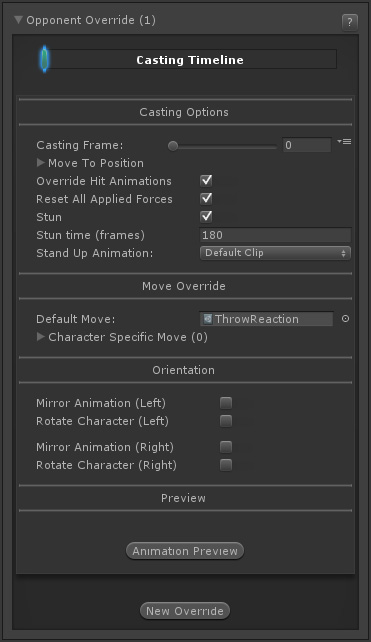 Opponent Override (1)
?
Casting Timeline
Casting Options
Casting Frame: 0
Move To Position
Override Hit Animations
Reset All Applied Forces
Stun
Stun time (frames) 180
Stand Up Animation: Default Clip
Move Override
Default Move: ThrowReaction
Character Specific Move (0)
Orientation
Mirror Animation (Left)
Rotate Character (Left)
Mirror Animation (Right)
Rotate Character (Right)
Preview
Animation Preview
New Override